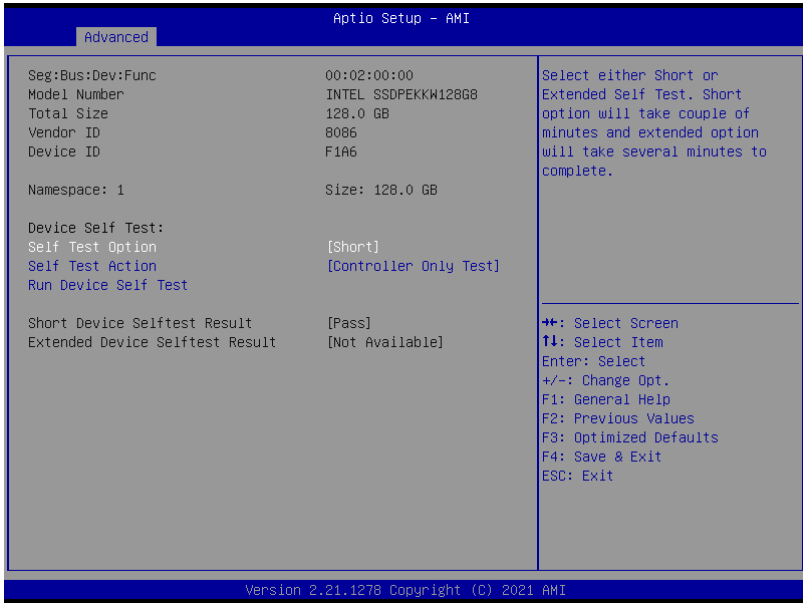 Aptio Setup – AMI
Advanced
Seg:Bus:Dev:Func 00:02:00:00
Model Number INTEL SSDPEKKW128G8
Total Size 128.0 GB
Vendor ID 8086
Device ID F1A6
Namespace: 1 Size: 128.0 GB
Device Self Test:
Self Test Option [Short]
Self Test Action [Controller Only Test]
Run Device Self Test
Short Device Selftest Result [Pass]
Extended Device Selftest Result [Not Available]
Select either Short or
Extended Self Test. Short
option will take couple of
minutes and extended option
will take several minutes to
complete.
→←: Select Screen
↑↓: Select Item
Enter: Select
+/-: Change Opt.
F1: General Help
F2: Previous Values
F3: Optimized Defaults
F4: Save & Exit
ESC: Exit
Version 2.21.1278 Copyright (C) 2021 AMI